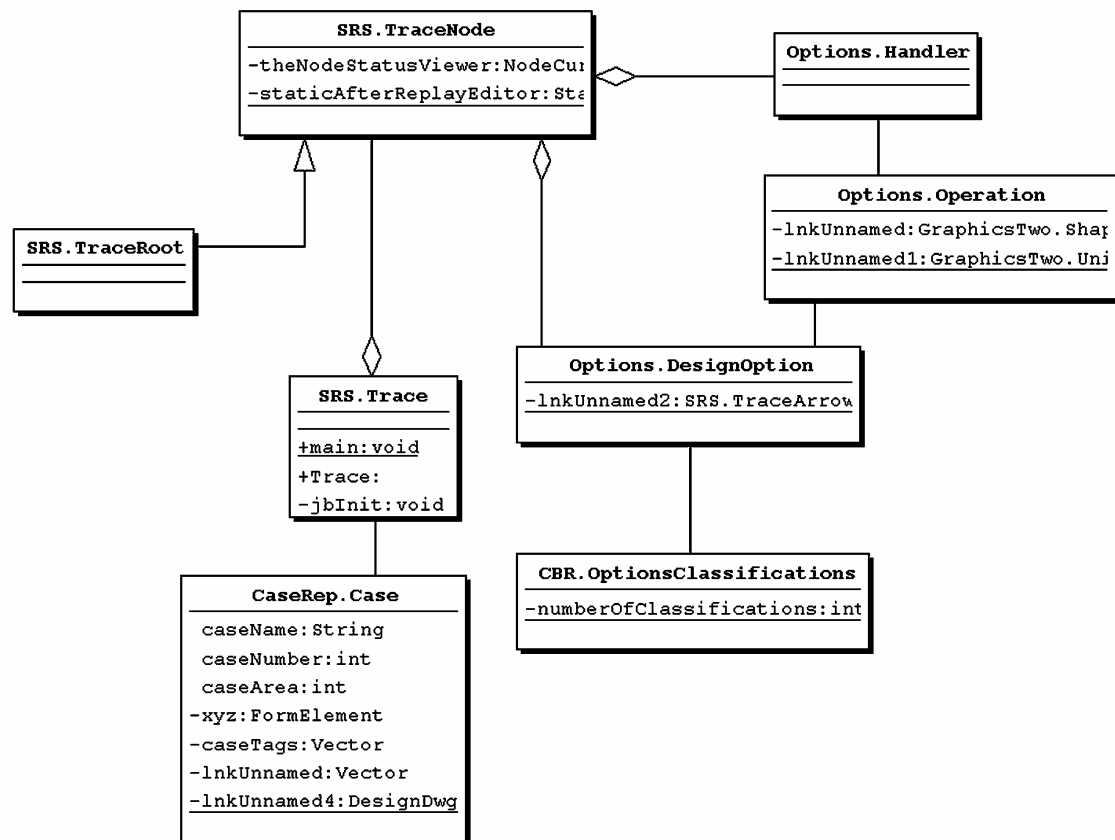 SRS.TraceNode
-theNodeStatusViewer:NodeCur
-staticAfterReplayEditor:Sta
Options.Handler
Options.Operation
-lnkUnnamed:GraphicsTwo.Shap
-lnkUnnamed1:GraphicsTwo.Uni
SRS.TraceRoot
Options.DesignOption
-lnkUnnamed2:SRS.TraceArrow
SRS.Trace
+main:void
+Trace:
-jbInit:void
CBR.OptionsClassifications
-numberOfClassifications:int
CaseRep.Case
caseName:String
caseNumber:int
caseArea:int
-xyz:FormElement
-caseTags:Vector
-lnkUnnamed:Vector
-lnkUnnamed4:DesignDwg